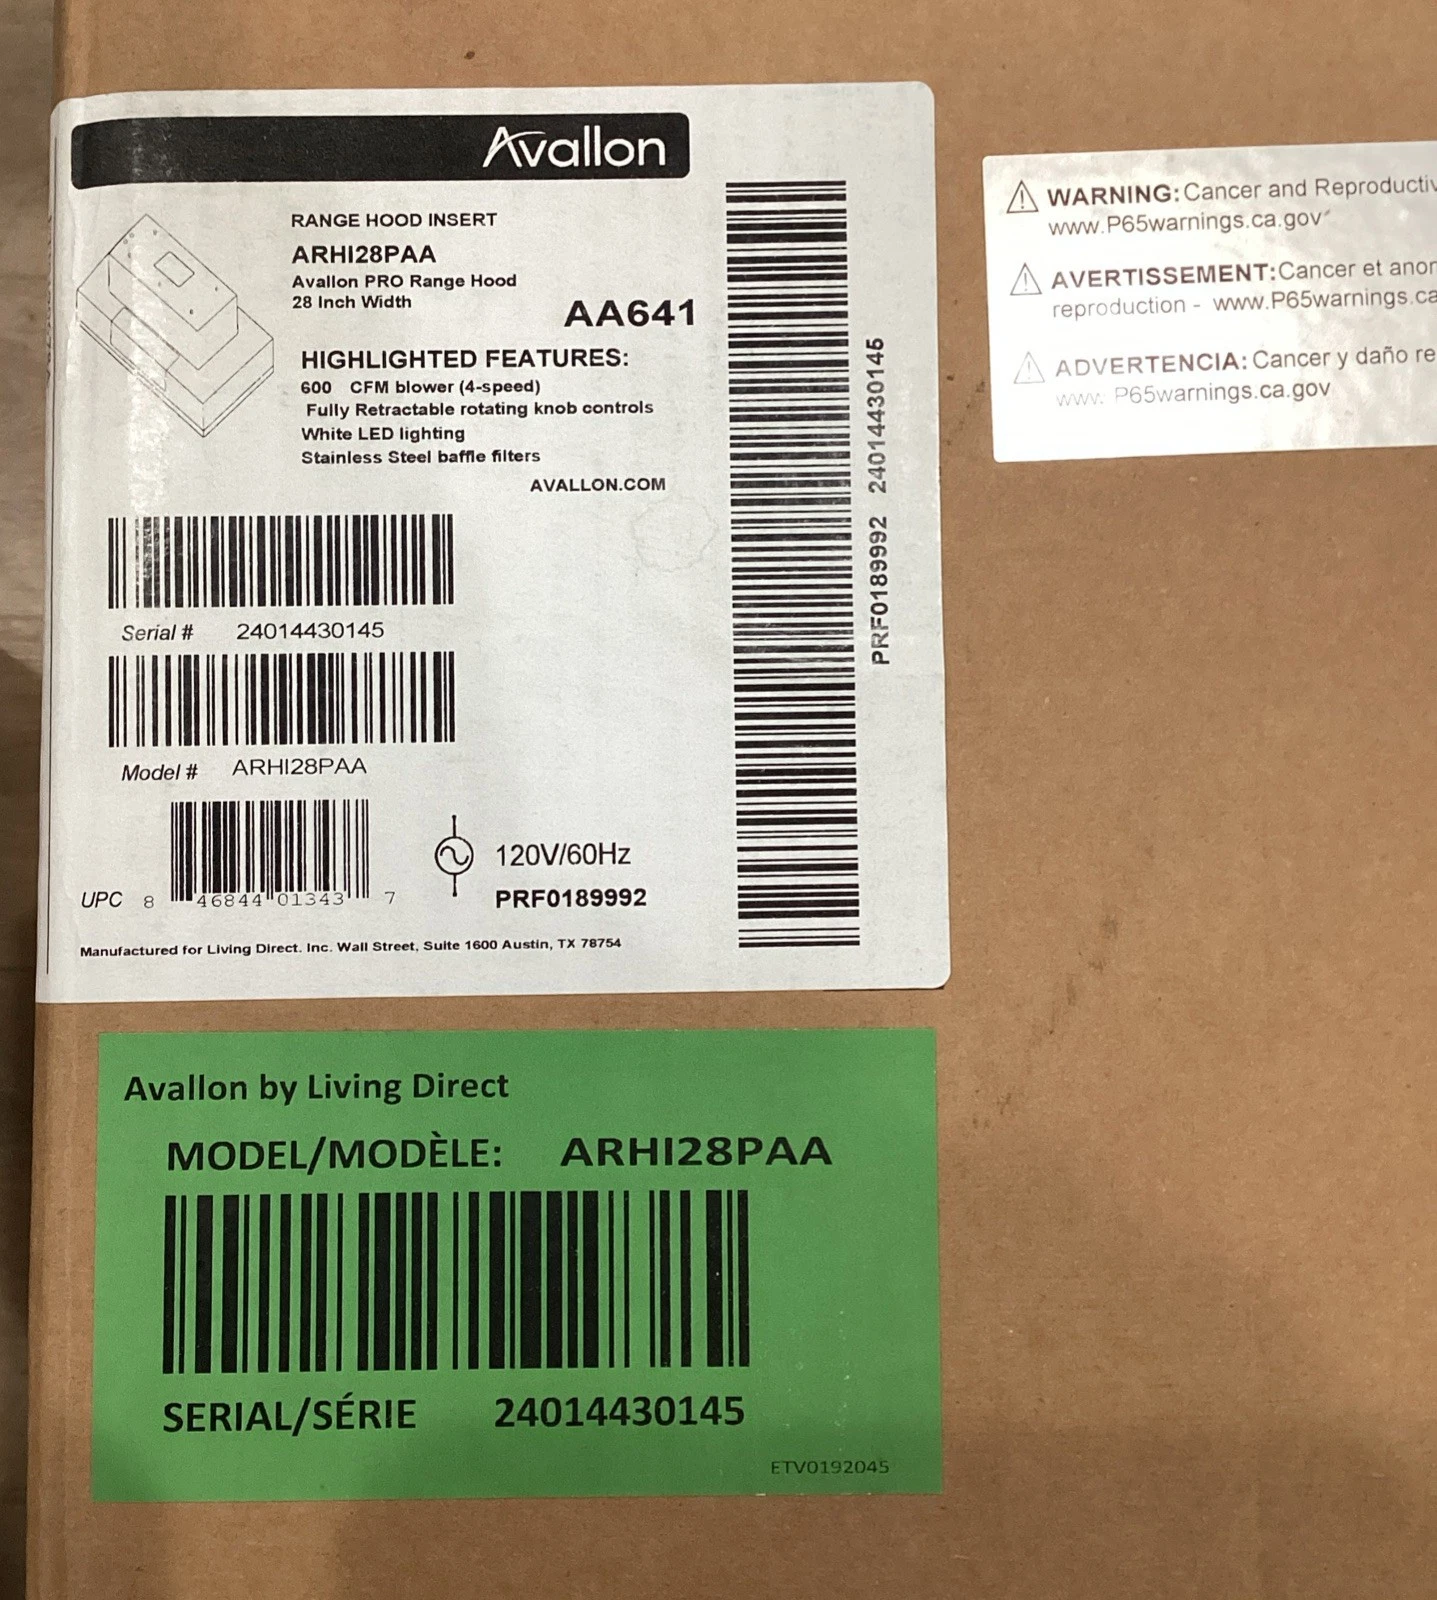 Avallon
RANGE HOOD INSERT
ARHI28PAA
Avallon PRO Range Hood
28 Inch Width
AA641
HIGHLIGHTED FEATURES:
600 CFM blower (4-speed)
Fully Retractable rotating knob controls
White LED lighting
Stainless Steel baffle filters
AVALLON.COM
Serial # 24014430145
Model # ARHI28PAA
UPC 8 46844 01343 7
120V/60Hz
PRF0189992
Manufactured for Living Direct. Inc. Wall Street, Suite 1600 Austin, TX 78754
PRF0189992 24014430145
WARNING: Cancer and Reproductiv
www.P65warnings.ca.gov
AVERTISSEMENT: Cancer et anor
reproduction - www.P65warnings.ca
ADVERTENCIA: Cancer y daño re
www. P65warnings.ca.gov
Avallon by Living Direct
MODEL/MODÈLE: ARHI28PAA
SERIAL/SÉRIE 24014430145
ETV0192045